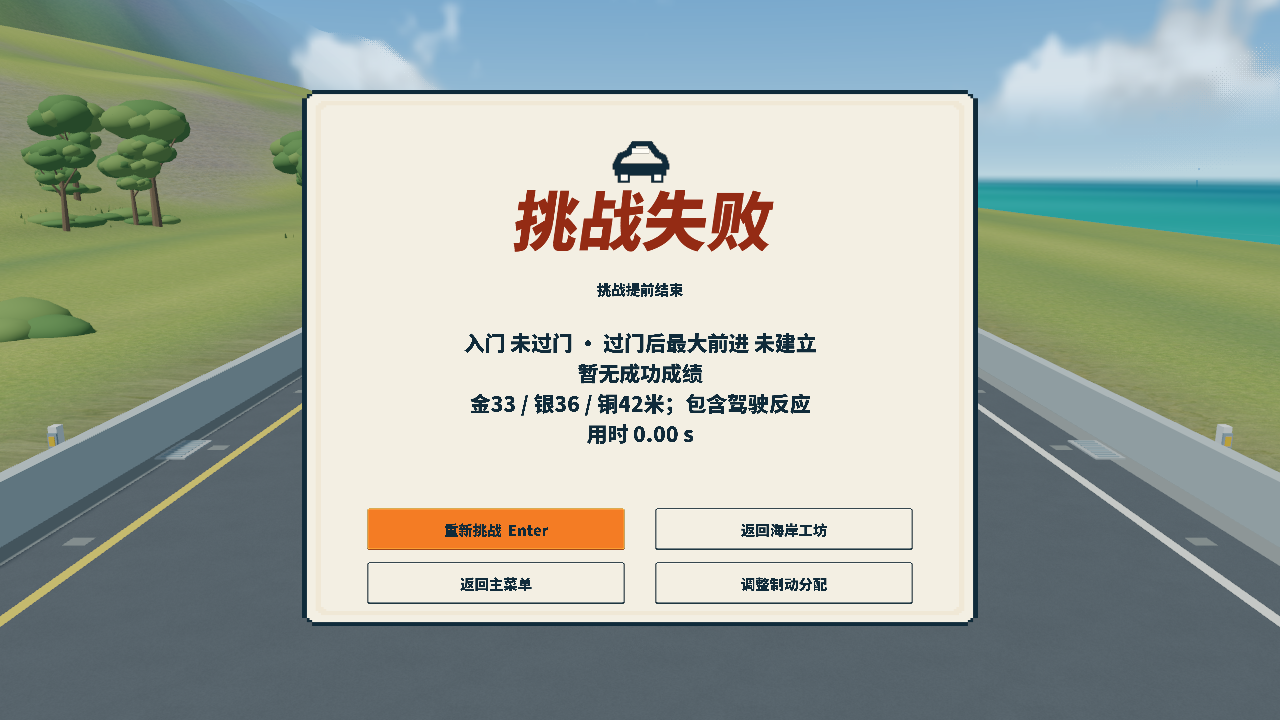 挑战失败
挑战提前结束
入门 未过门 · 过门后最大前进 未建立
暂无成功成绩
金33 / 银36 / 铜42米；包含驾驶反应
用时 0.00 s
重新挑战 Enter
返回海岸工坊
返回主菜单
调整制动分配